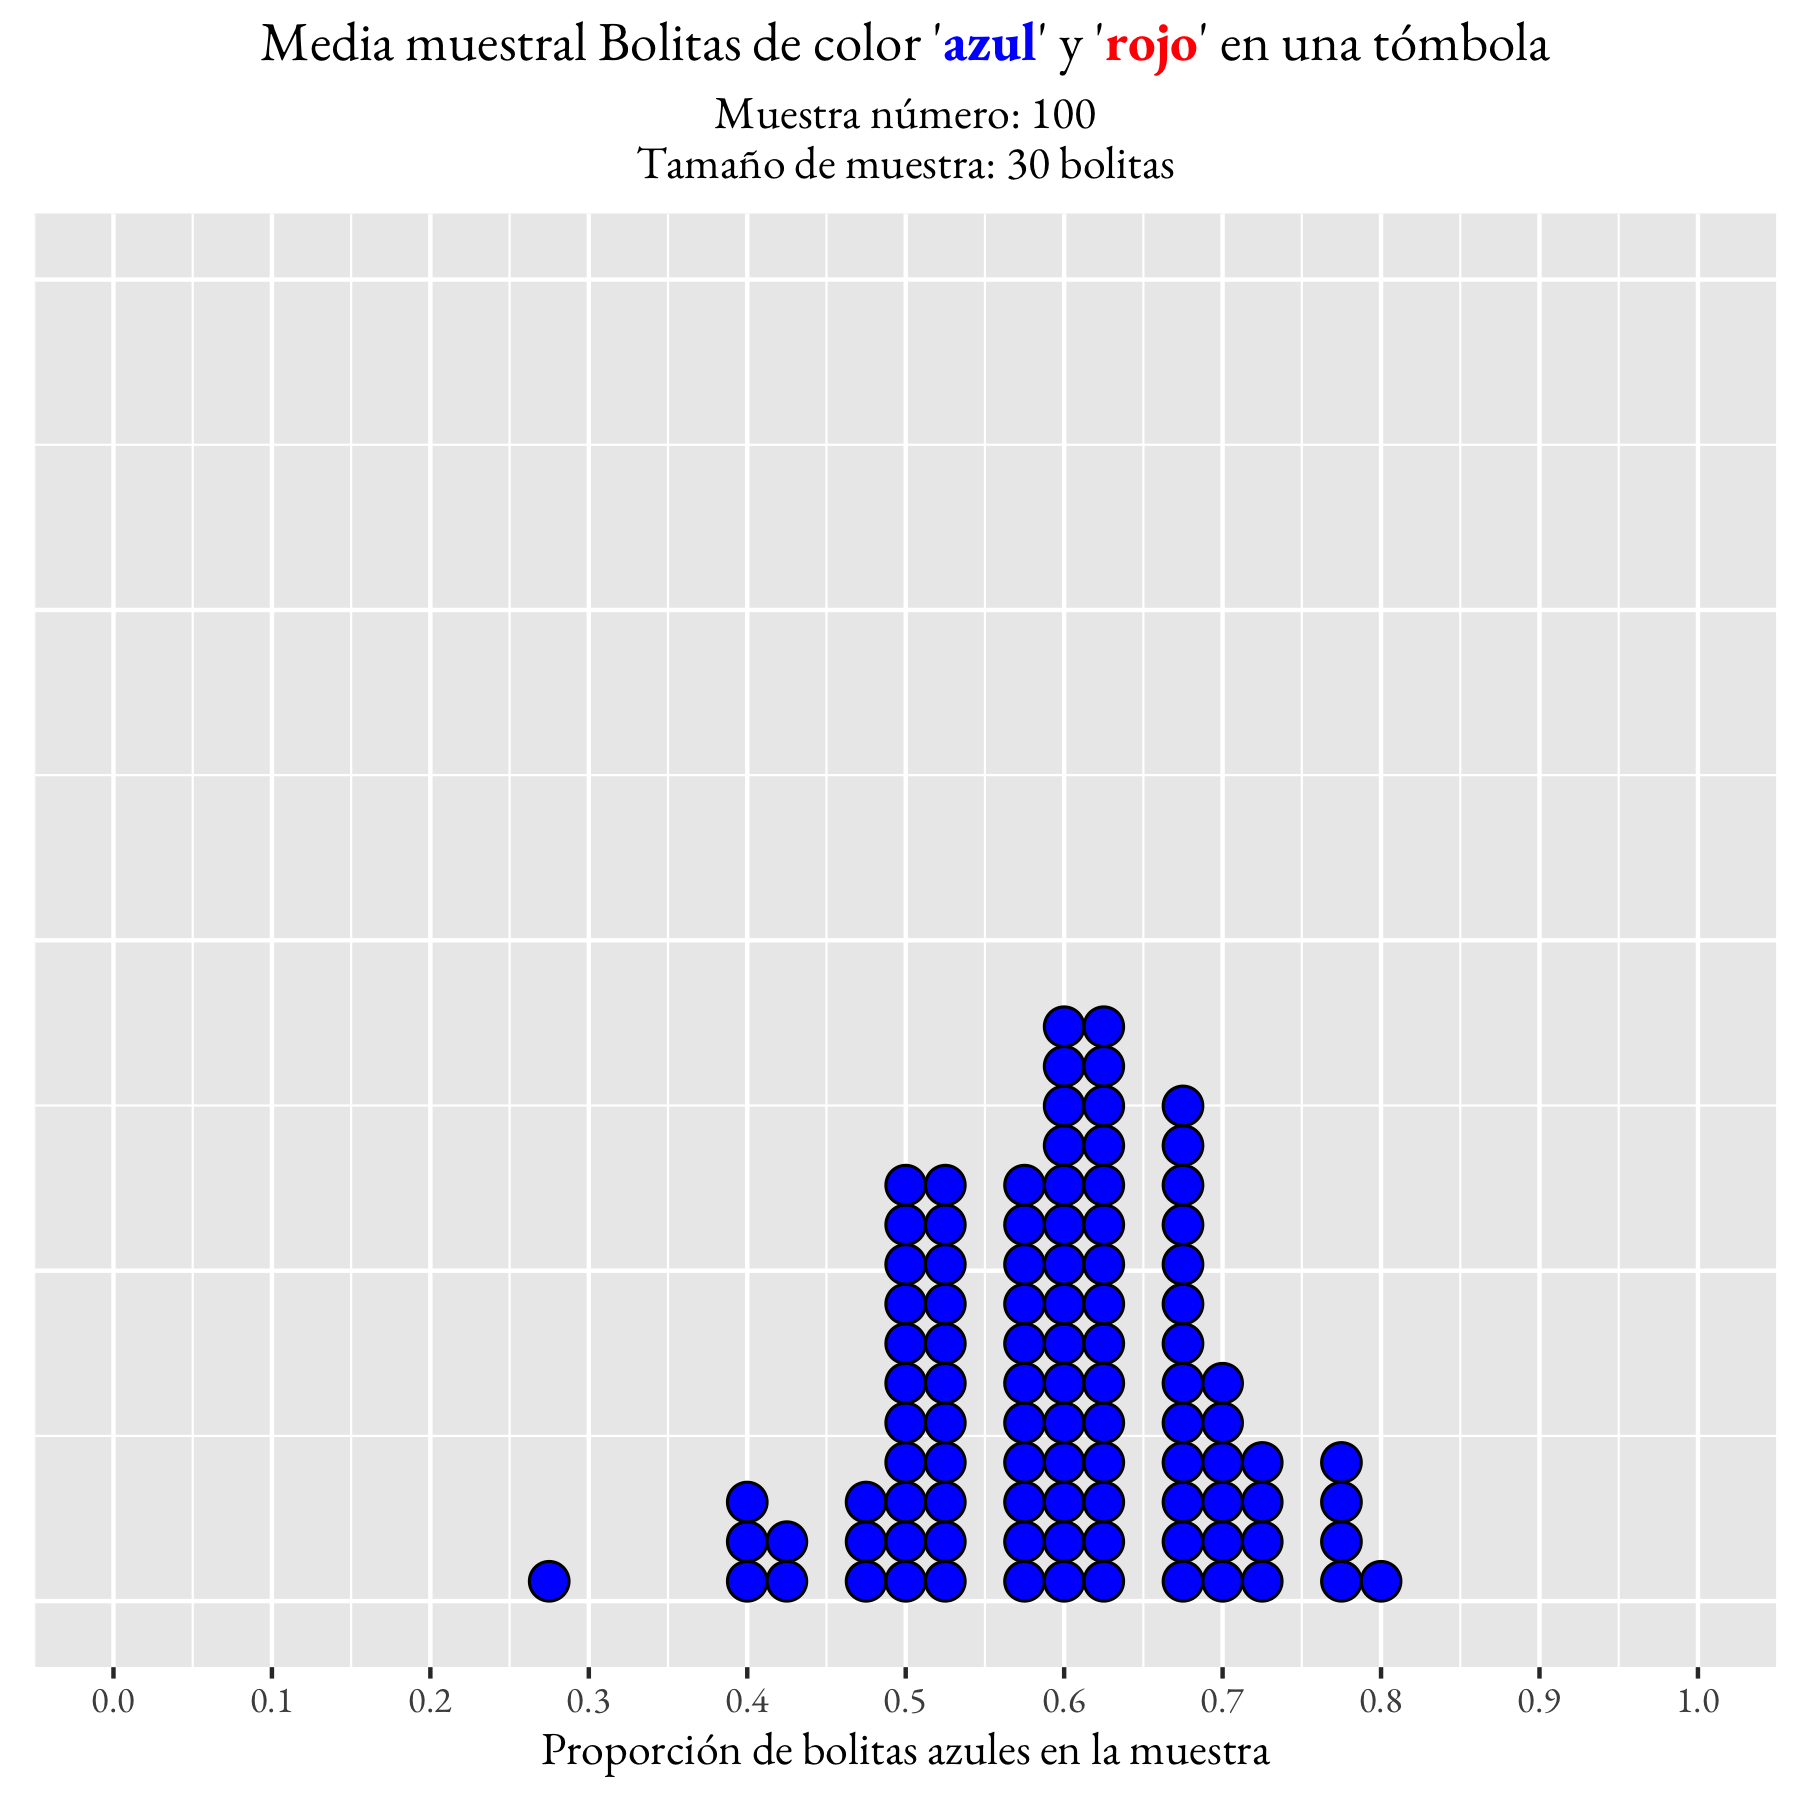 Media muestral Bolitas de color 'azul' y 'rojo' en una tómbola
Muestra número: 100
Tamaño de muestra: 30 bolitas
0.0 0.1 0.2 0.3 0.4 0.5 0.6 0.7 0.8 0.9 1.0
Proporción de bolitas azules en la muestra